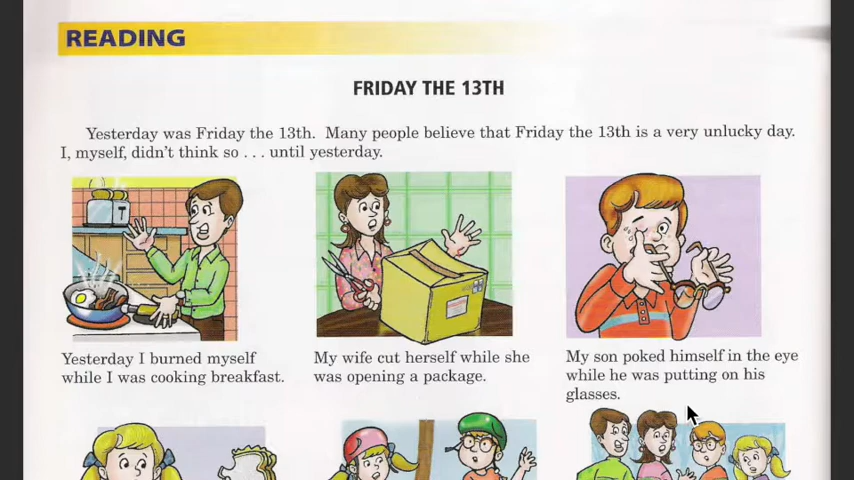 READING
FRIDAY THE 13TH
Yesterday was Friday the 13th. Many people believe that Friday the 13th is a very unlucky day.
I, myself, didn't think so . . . until yesterday.
Yesterday I burned myself
while I was cooking breakfast.
My wife cut herself while she
was opening a package.
My son poked himself in the eye
while he was putting on his
glasses.